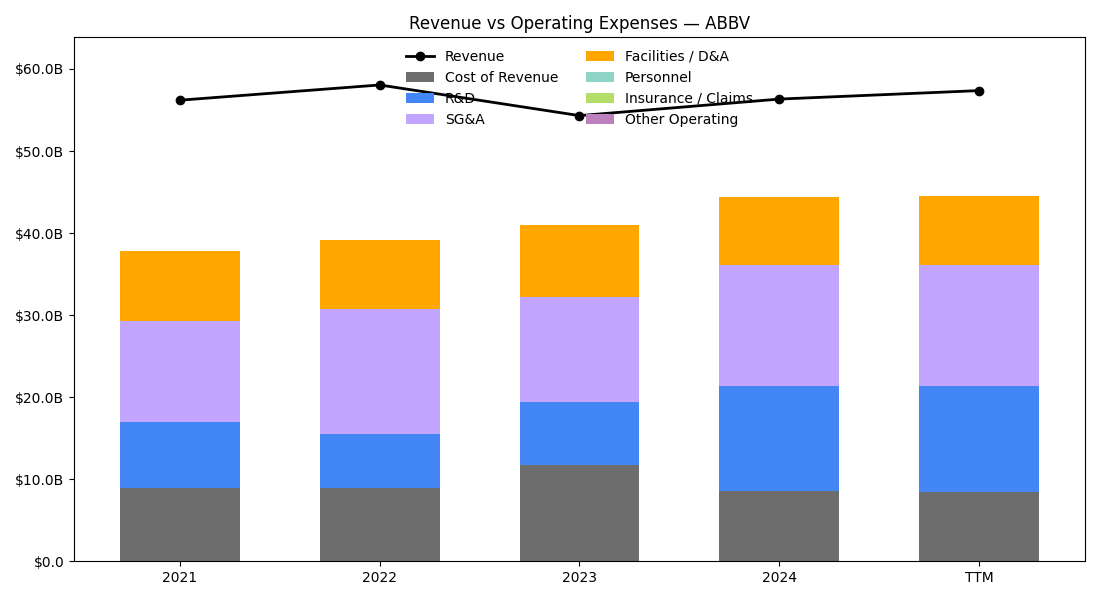 Revenue vs Operating Expenses — ABBV
Revenue
Cost of Revenue
R&D
SG&A
Facilities / D&A
Personnel
Insurance / Claims
Other Operating
$60.0B
$50.0B
$40.0B
$30.0B
$20.0B
$10.0B
$0.0
2021 2022 2023 2024 TTM